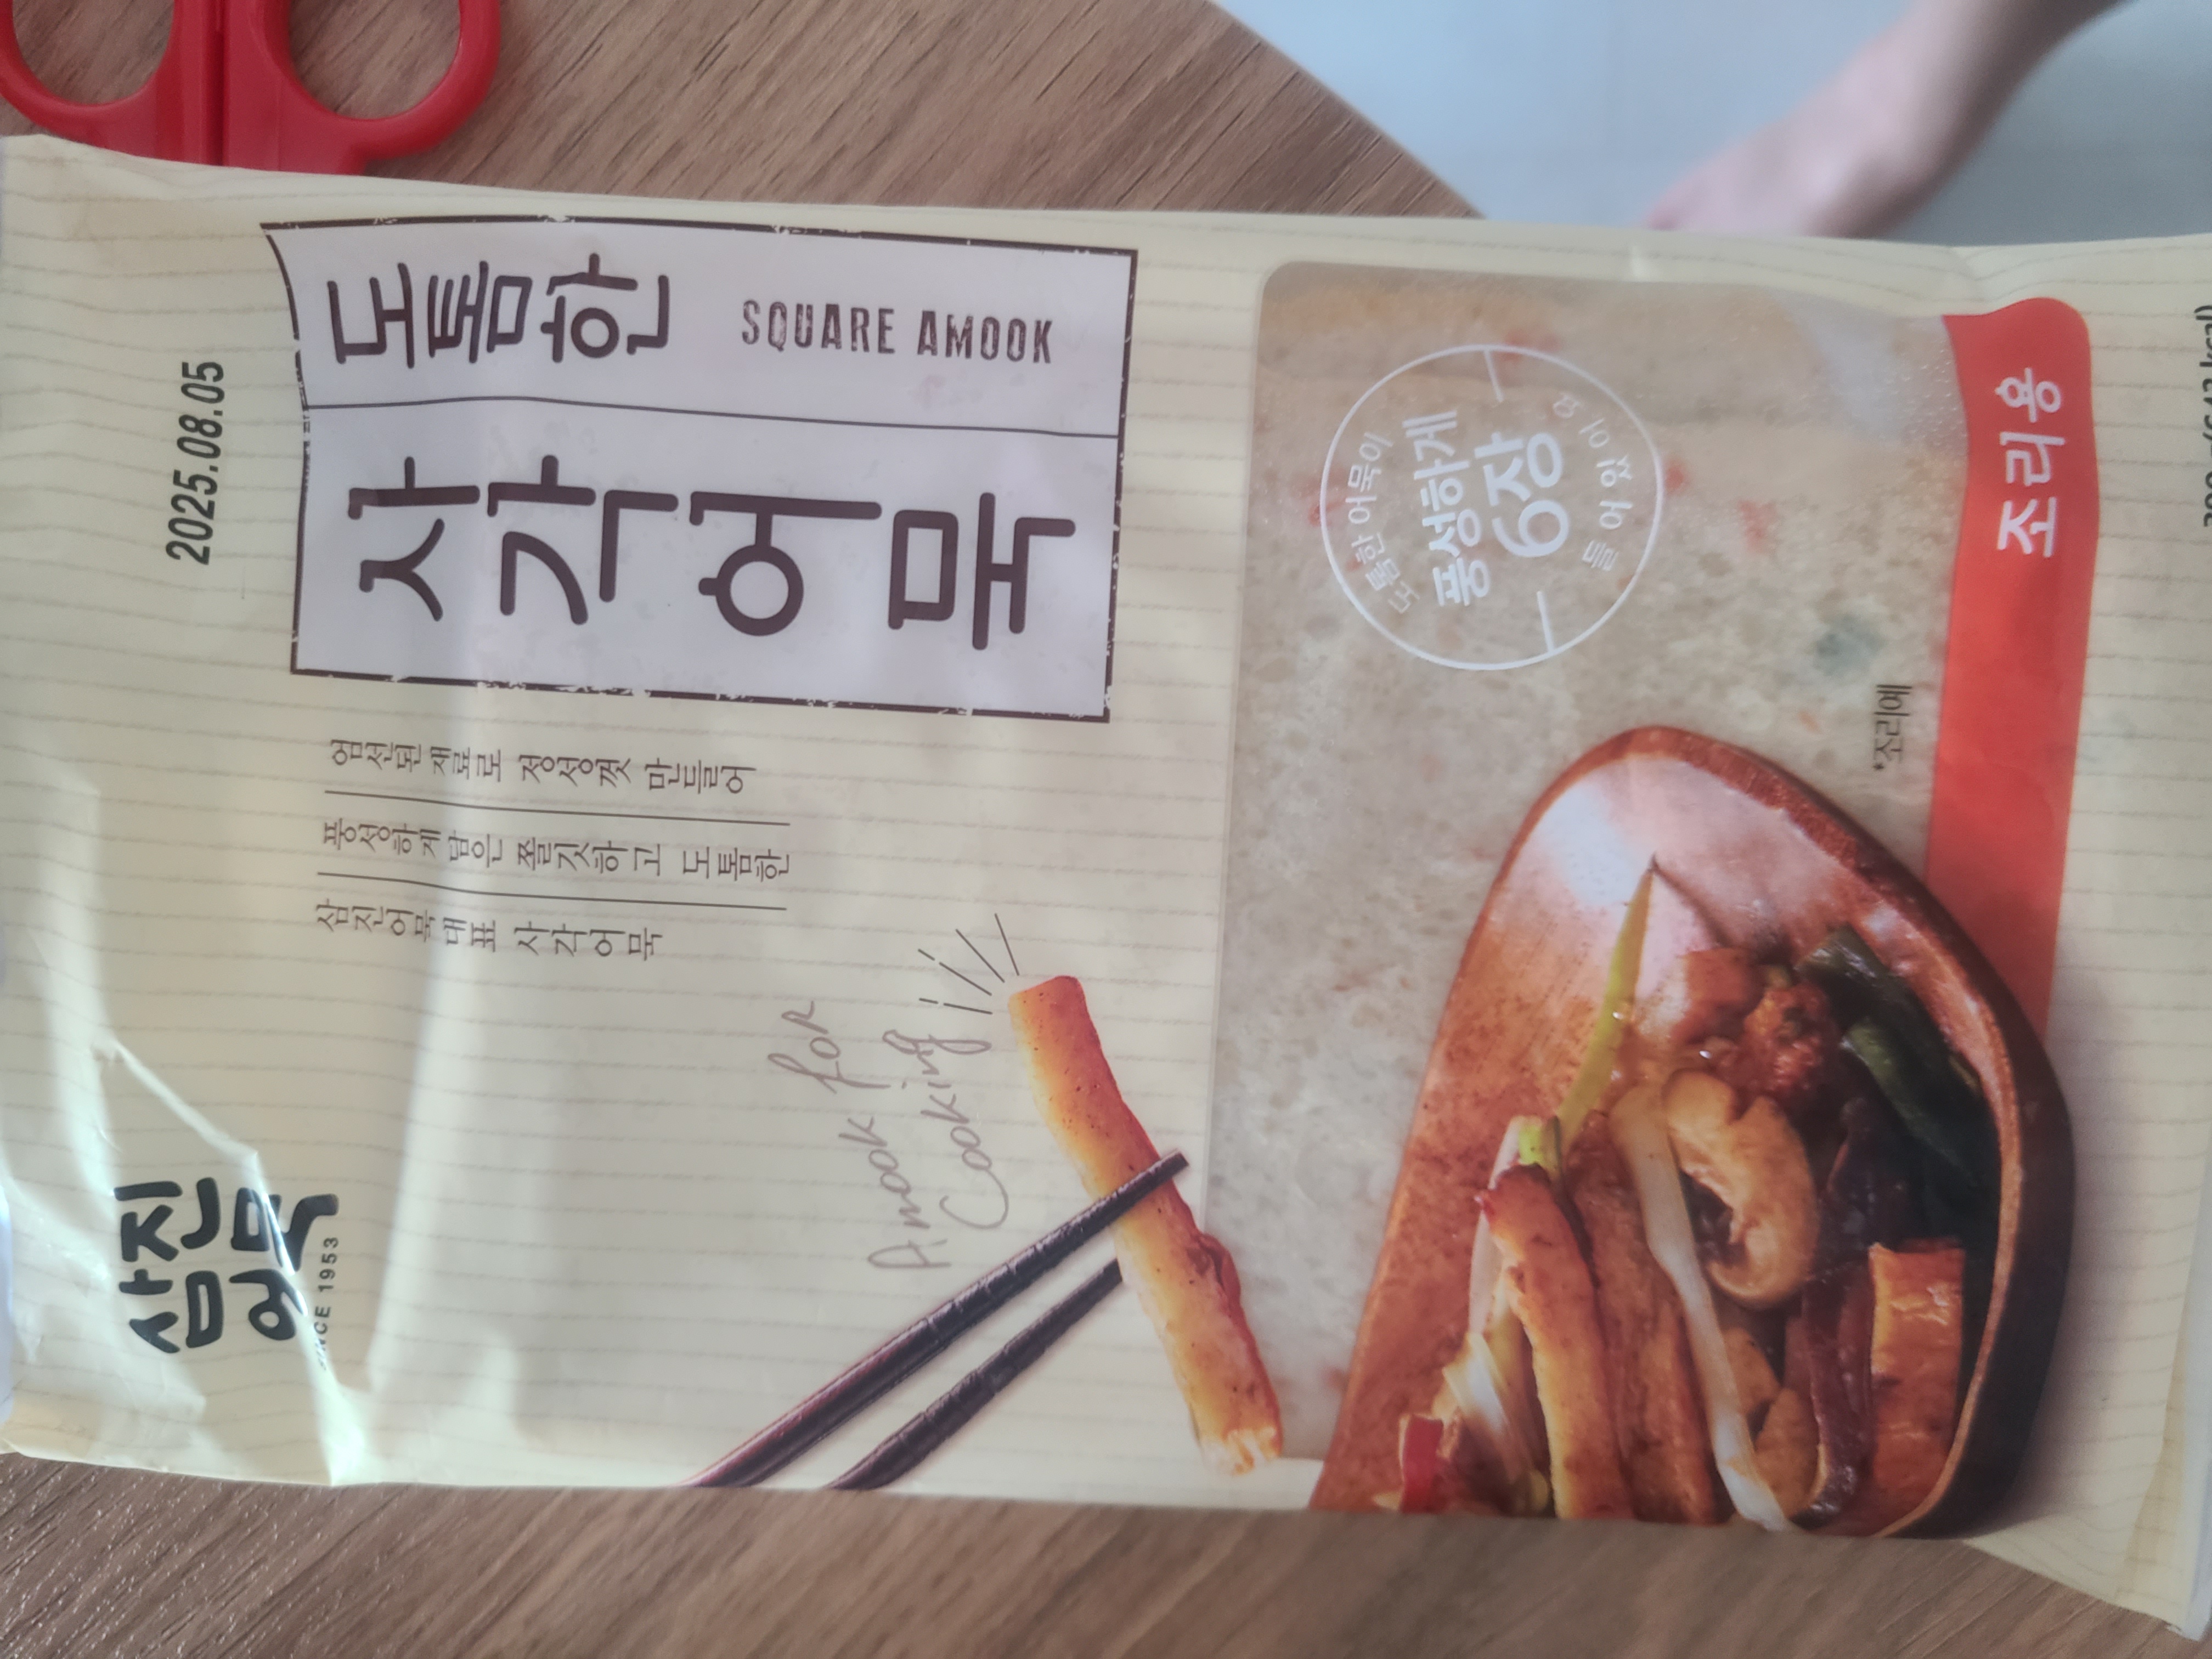 삼진
어묵
SINCE 1953
2025.08.05
도톰한
SQUARE AMOOK
사각어묵
엄선된 재료로 정성껏 만들어
풍성하게 담은 쫄깃하고 도톰한
삼진어묵 대표 사각어묵
Amook for
Cooking
도톰한 어묵이
풍성하게
6장
들어있어요
*조리예
조리용